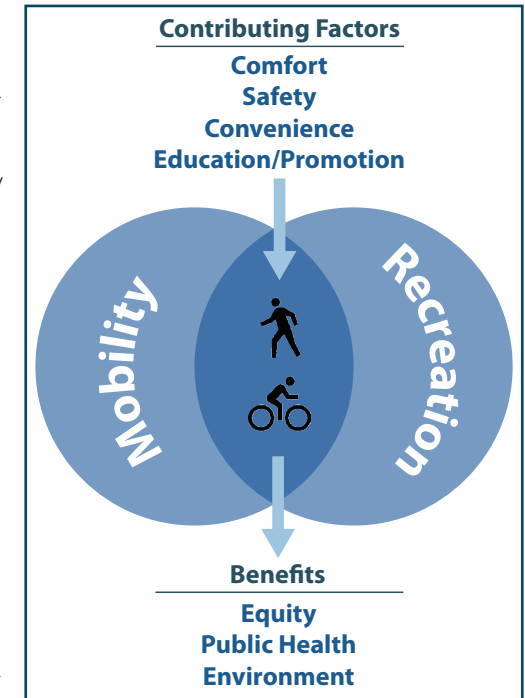 Contributing Factors
Comfort
Safety
Convenience
Education/Promotion
Mobility
Recreation
Benefits
Equity
Public Health
Environment